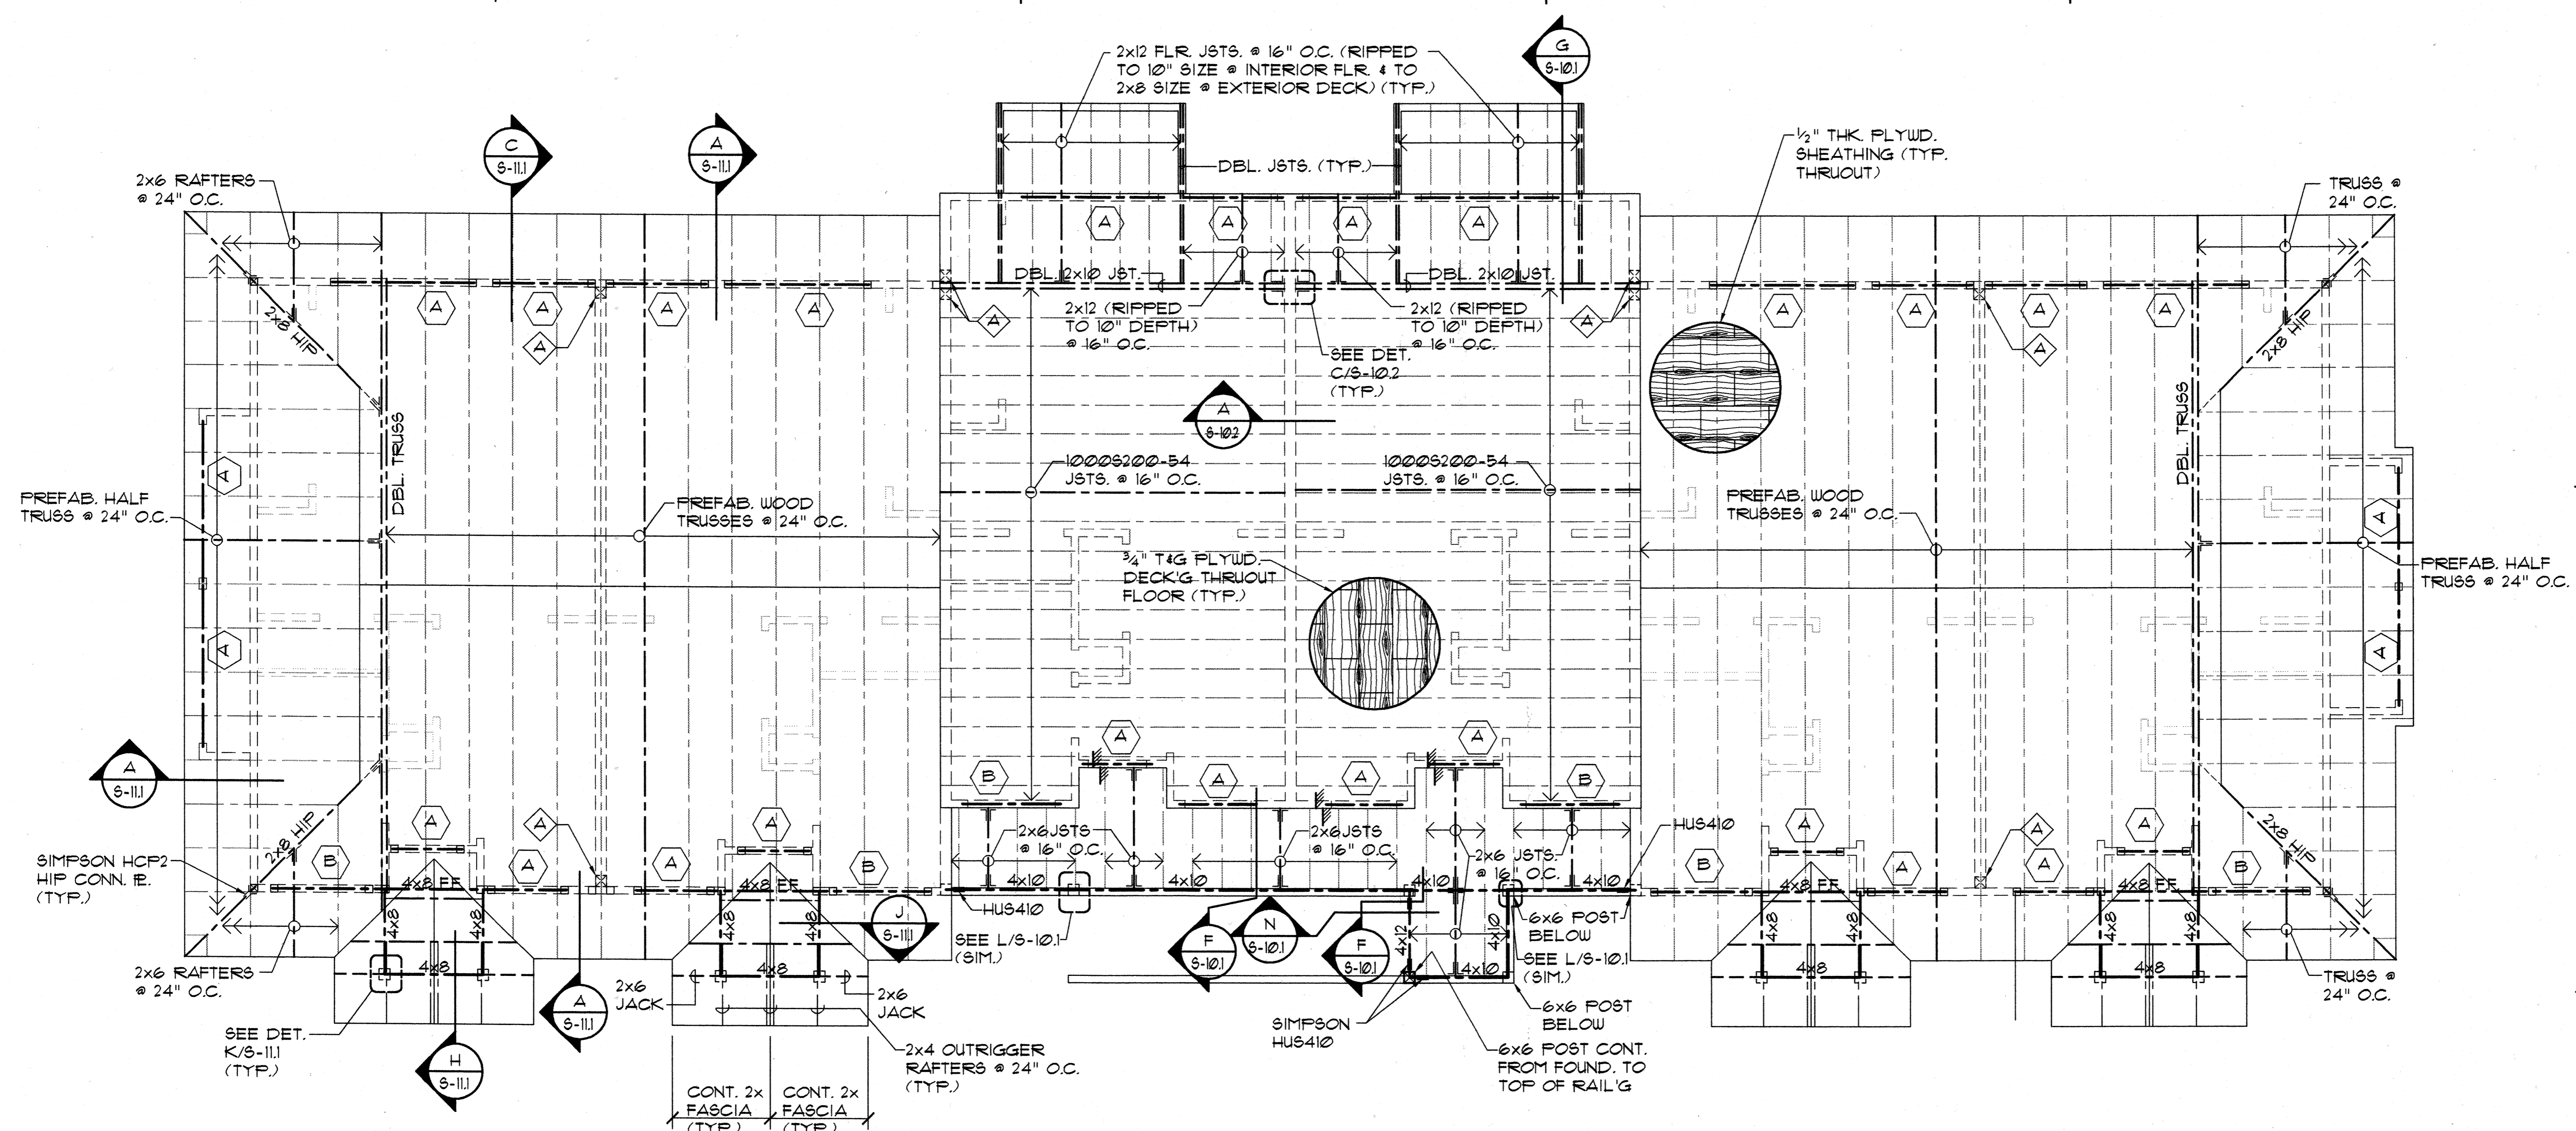 2x12 FLR. JSTS. @ 16" O.C. (RIPPED
TO 10" SIZE @ INTERIOR FLR. & TO
2x8 SIZE @ EXTERIOR DECK) (TYP.)
G
S-10.1
C
S-11.1
A
S-11.1
2x6 RAFTERS
@ 24" O.C.
DBL. JSTS. (TYP.)
1/2" THK. PLYWD.
SHEATHING (TYP.
THRUOUT)
TRUSS @
24" O.C.
A
A
A
A
DBL. 2x10 JST.
DBL. 2x10 JST.
2x8 HIP
A
A
A
A
A
A
2x12 (RIPPED
TO 10" DEPTH)
@ 16" O.C.
2x12 (RIPPED
TO 10" DEPTH)
@ 16" O.C.
A
A
A
A
A
A
A
2x8 HIP
SEE DET.
C/S-10.2
(TYP.)
A
S-10.2
DBL. TRUSS
DBL. TRUSS
A
1000S200-54
JSTS. @ 16" O.C.
1000S200-54
JSTS. @ 16" O.C.
PREFAB. HALF
TRUSS @ 24" O.C.
PREFAB. WOOD
TRUSSES @ 24" O.C.
PREFAB. WOOD
TRUSSES @ 24" O.C.
A
PREFAB. HALF
TRUSS @ 24" O.C.
3/4" T&G PLYWD.
DECK'G THRUOUT
FLOOR (TYP.)
A
A
A
S-11.1
A
A
B
A
A
B
2x8 HIP
B
A
A
A
A
A
B
2x6 JSTS
@ 16" O.C.
2x6 JSTS
@ 16" O.C.
2x6 JSTS.
@ 16" O.C.
HUS410
B
A
A
A
A
A
B
2x8 HIP
SIMPSON HCP2
HIP CONN. PL.
(TYP.)
4x8 FF
4x8 FF
4x10
4x10
4x10
4x10
4x8 FF
4x8 FF
HUS410
4x8
4x8
4x8
4x8
J
S-11.1
SEE L/S-10.1
(SIM.)
F
S-10.1
N
S-10.1
F
S-10.1
4x12
4x10
4x10
6x6 POST
BELOW
SEE L/S-10.1
(SIM.)
4x8
4x8
4x8
4x8
2x6 RAFTERS
@ 24" O.C.
4x8
4x8
4x8
4x8
TRUSS @
24" O.C.
2x6
JACK
2x6
JACK
A
S-11.1
SEE DET.
K/S-11.1
(TYP.)
H
S-11.1
SIMPSON
HUS410
6x6 POST
BELOW
6x6 POST CONT.
FROM FOUND. TO
TOP OF RAIL'G
2x4 OUTRIGGER
RAFTERS @ 24" O.C.
(TYP.)
CONT. 2x
FASCIA
(TYP.)
CONT. 2x
FASCIA
(TYP.)